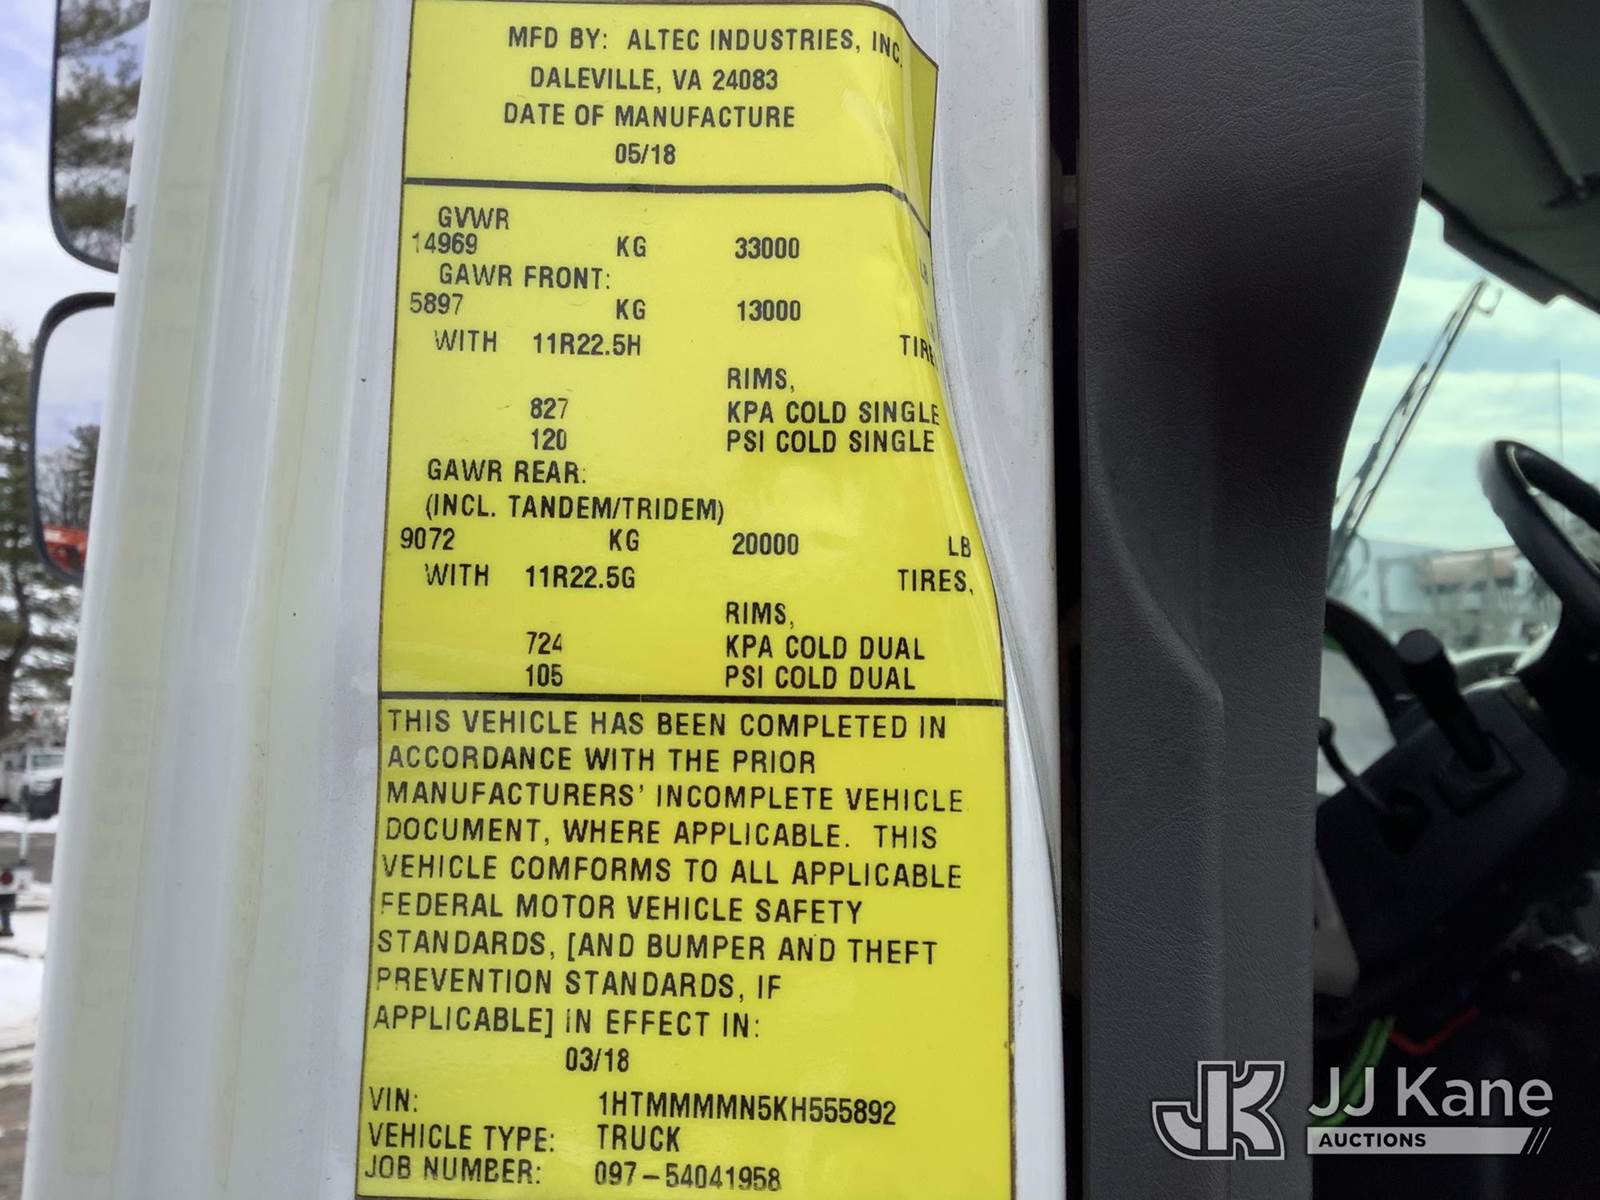 MFD BY: ALTEC INDUSTRIES, INC.
DALEVILLE, VA 24083
DATE OF MANUFACTURE
05/18
GVWR
14969 KG 33000 LB
GAWR FRONT:
5897 KG 13000
WITH 11R22.5H TIRES
RIMS,
827 KPA COLD SINGLE
120 PSI COLD SINGLE
GAWR REAR:
(INCL. TANDEM/TRIDEM)
9072 KG 20000 LB
WITH 11R22.5G TIRES,
RIMS,
724 KPA COLD DUAL
105 PSI COLD DUAL
THIS VEHICLE HAS BEEN COMPLETED IN
ACCORDANCE WITH THE PRIOR
MANUFACTURERS' INCOMPLETE VEHICLE
DOCUMENT, WHERE APPLICABLE. THIS
VEHICLE COMFORMS TO ALL APPLICABLE
FEDERAL MOTOR VEHICLE SAFETY
STANDARDS, [AND BUMPER AND THEFT
PREVENTION STANDARDS, IF
APPLICABLE] IN EFFECT IN:
03/18
VIN: 1HTMMMMN5KH555892
VEHICLE TYPE: TRUCK
JOB NUMBER: 097-54041958
JK JJ Kane
AUCTIONS